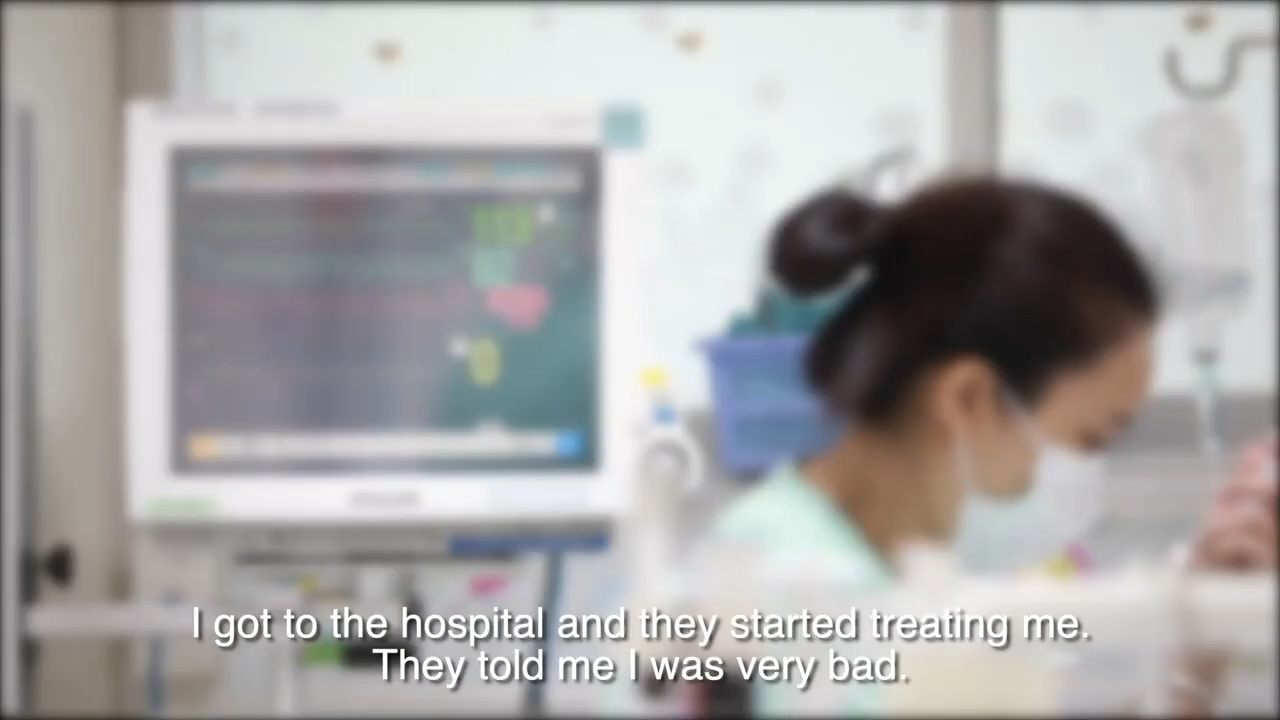 I got to the hospital and they started treating me.
They told me I was very bad.